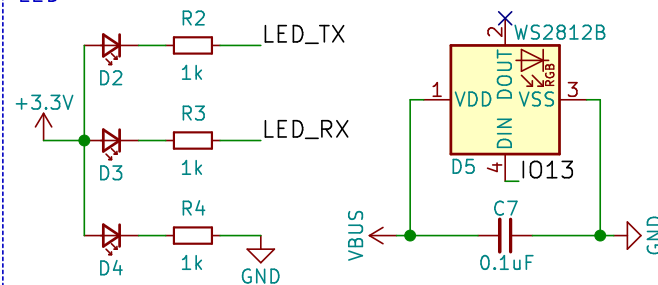 LED
R2
LED_TX
D2
1k
+3.3V
R3
LED_RX
D3
1k
R4
D4
1k
GND
2
WS2812B
DOUT
RGB
1
VDD
VSS
3
DIN
D5
4
IO13
VBUS
C7
0.1uF
GND